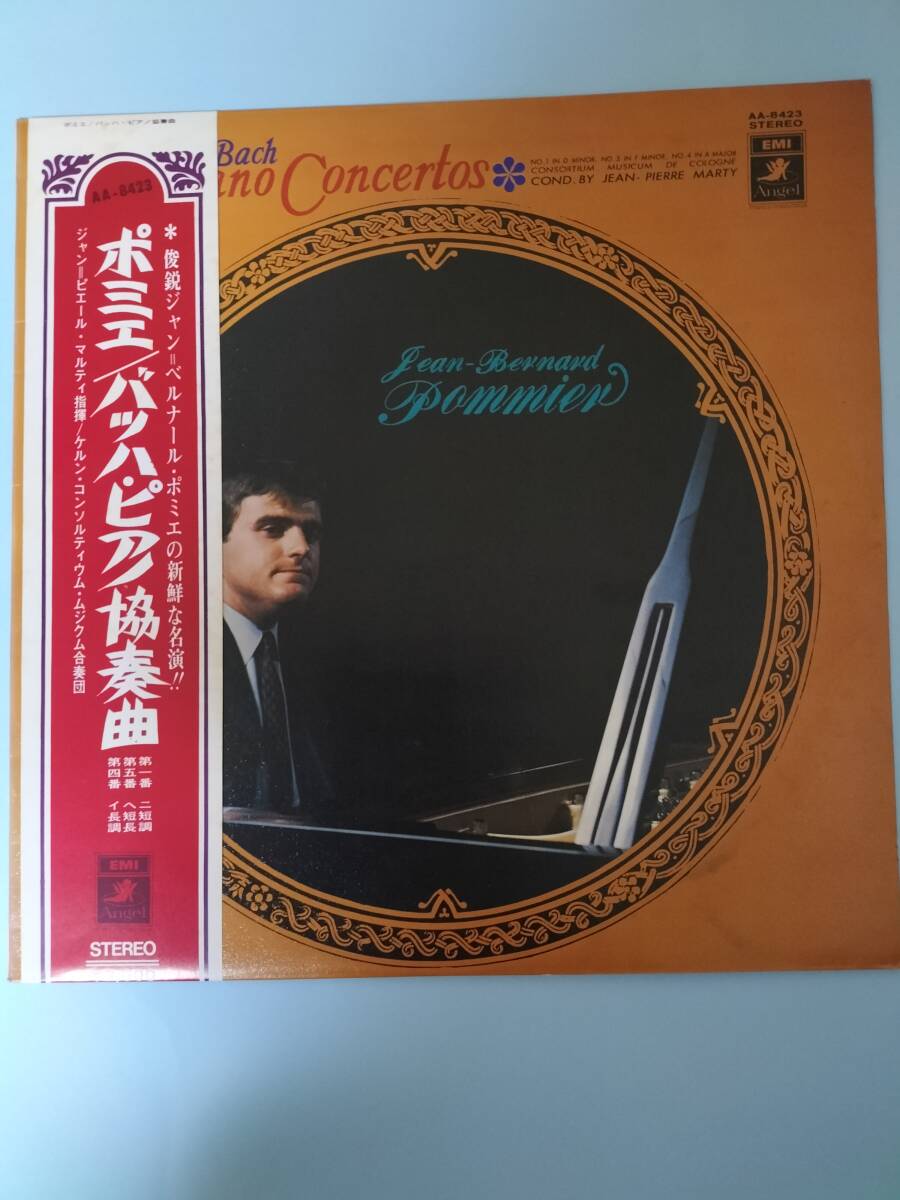 ポミエ/バッハ・ピアノ協奏曲
AA-8423
＊俊鋭ジャン＝ベルナール・ポミエの新鮮な名演!!
ポミエ/バッハ・ピアノ協奏曲
ジャン＝ピエール・マルティ指揮/ケルン・コンソルティウム・ムジクム合奏団
第一番 ニ短調
第五番 ヘ短長
第四番 イ長調
EMI
Angel
STEREO
Bach
ano Concertos
NO.1 IN D MINOR, NO.5 IN F MINOR, NO.4 IN A MAJOR
CONSORTIUM MUSICUM DE COLOGNE
COND. BY JEAN-PIERRE MARTY
AA-8423
STEREO
EMI
Angel
Jean-Bernard
Pommier